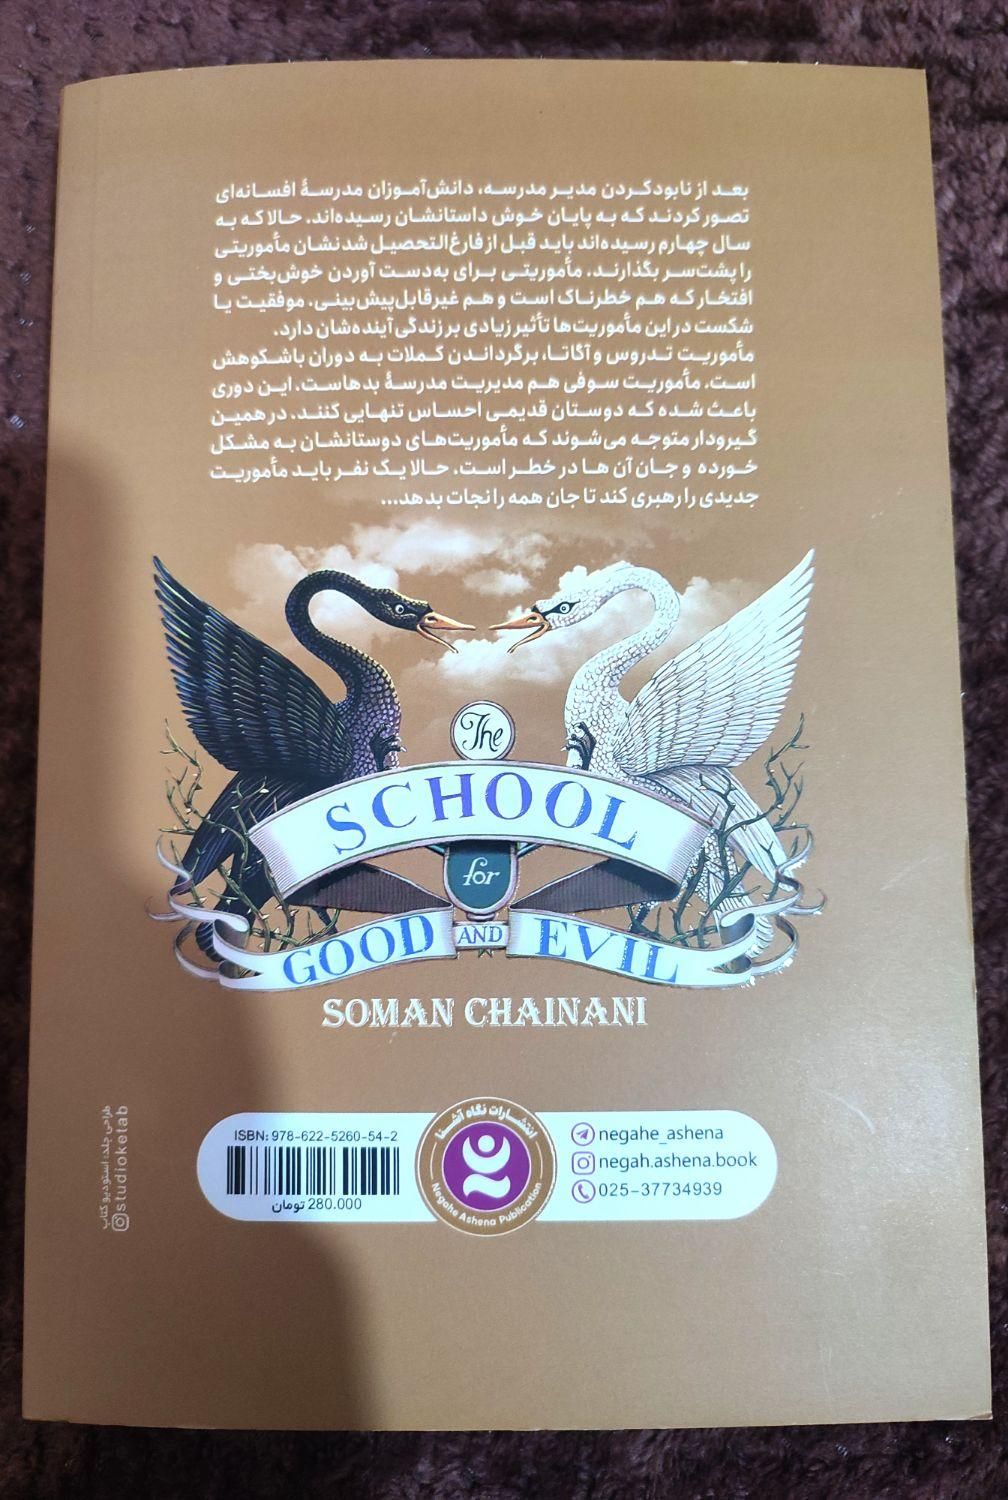 بعد از نابودکردن مدیر مدرسه، دانش‌آموزان مدرسهٔ افسانه‌ای
تصور کردند که به پایان خوش داستانشان رسیده‌اند. حالا که به
سال چهارم رسیده‌اند باید قبل از فارغ‌التحصیل شدنشان مأموریتی
را پشت‌سر بگذارند. مأموریتی برای به‌دست آوردن خوش‌بختی و
افتخار که هم خطرناک است و هم غیرقابل‌پیش‌بینی. موفقیت یا
شکست در این مأموریت‌ها تأثیر زیادی بر زندگی آینده‌شان دارد.
مأموریت تدروس و آگاتا، برگرداندن کملات به دوران باشکوهش
است. مأموریت سوفی هم مدیریت مدرسهٔ بدهاست. این دوری
باعث شده که دوستان قدیمی احساس تنهایی کنند. در همین
گیرودار متوجه می‌شوند که مأموریت‌های دوستانشان به مشکل
خورده و جان آن ها در خطر است. حالا یک نفر باید مأموریت
جدیدی را رهبری کند تا جان همه را نجات بدهد...
The
SCHOOL
for
GOOD AND EVIL
SOMAN CHAINANI
طراحی جلد: استودیو کتاب
studioketab
ISBN: 978-622-5260-54-2
280.000 تومان
انتشارات نگاه آشنا
Negahe Ashena Publication
negahe_ashena
negah.ashena.book
025-37734939